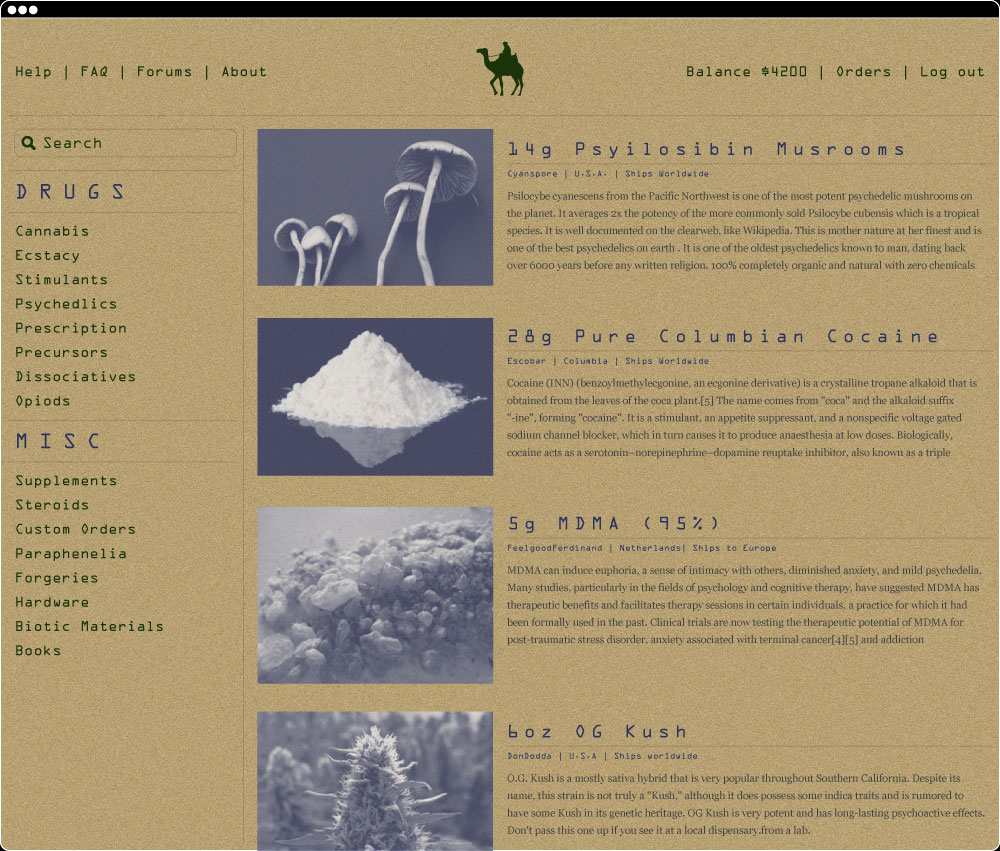 Help | FAQ | Forums | About
Balance $4200 | Orders | Log out
Search
DRUGS
Cannabis
Ecstacy
Stimulants
Psychedlics
Prescription
Precursors
Dissociatives
Opiods
MISC
Supplements
Steroids
Custom Orders
Paraphenelia
Forgeries
Hardware
Biotic Materials
Books
14g Psyilosibin Musrooms
Cyanspore | U.S.A. | Ships Worldwide
Psilocybe cyanescens from the Pacific Northwest is one of the most potent psychedelic mushrooms on
the planet. It averages 2x the potency of the more commonly sold Psilocybe cubensis which is a tropical
species. It is well documented on the clearweb, like Wikipedia. This is mother nature at her finest and is
one of the best psychedelics on earth . It is one of the oldest psychedelics known to man, dating back
over 6000 years before any written religion. 100% completely organic and natural with zero chemicals
28g Pure Columbian Cocaine
Escobar | Columbia | Ships Worldwide
Cocaine (INN) (benzoylmethylecgonine, an ecgonine derivative) is a crystalline tropane alkaloid that is
obtained from the leaves of the coca plant.[5] The name comes from "coca" and the alkaloid suffix
"-ine", forming "cocaine". It is a stimulant, an appetite suppressant, and a nonspecific voltage gated
sodium channel blocker, which in turn causes it to produce anaesthesia at low doses. Biologically,
cocaine acts as a serotonin–norepinephrine–dopamine reuptake inhibitor, also known as a triple
5g MDMA (95%)
FeelgoodFerdinand | Netherlands| Ships to Europe
MDMA can induce euphoria, a sense of intimacy with others, diminished anxiety, and mild psychedelia.
Many studies, particularly in the fields of psychology and cognitive therapy, have suggested MDMA has
therapeutic benefits and facilitates therapy sessions in certain individuals, a practice for which it had
been formally used in the past. Clinical trials are now testing the therapeutic potential of MDMA for
post-traumatic stress disorder, anxiety associated with terminal cancer[4][5] and addiction
6oz OG Kush
DonDodda | U.S.A | Ships worldwide
O.G. Kush is a mostly sativa hybrid that is very popular throughout Southern California. Despite its
name, this strain is not truly a "Kush," although it does possess some indica traits and is rumored to
have some Kush in its genetic heritage. OG Kush is very potent and has long-lasting psychoactive effects.
Don't pass this one up if you see it at a local dispensary.from a lab.